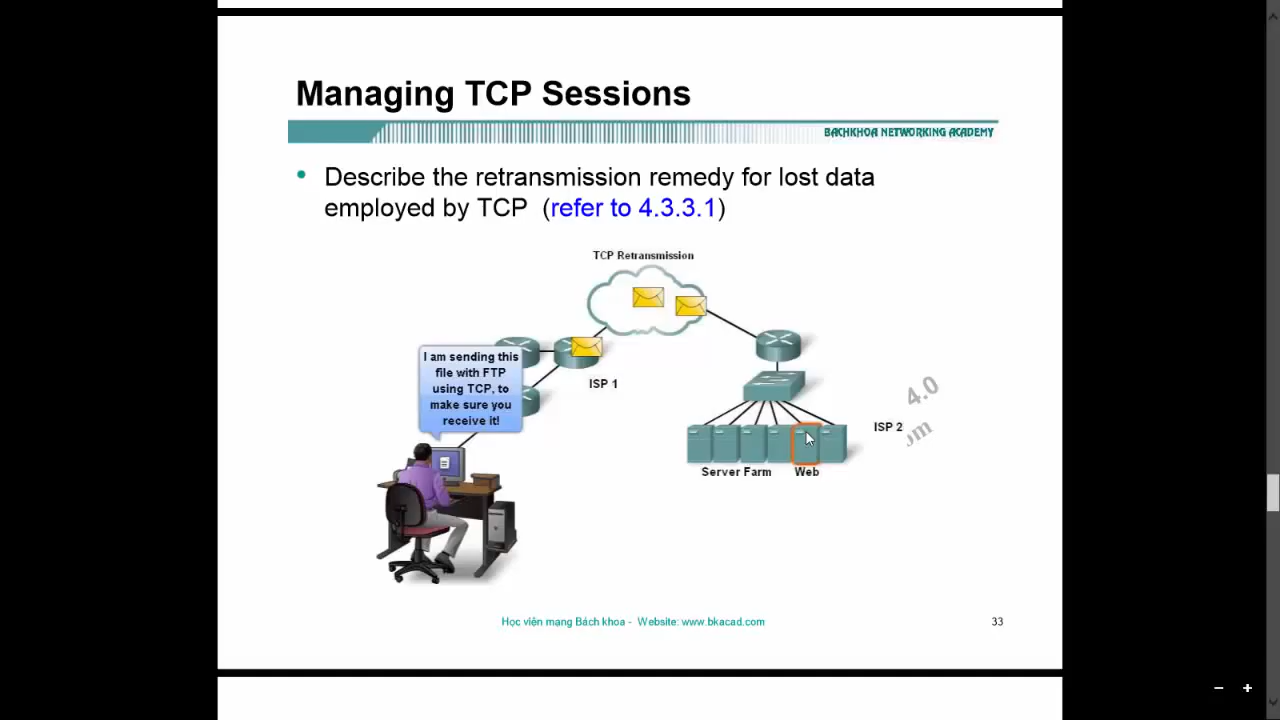 Managing TCP Sessions
BACHKHOA NETWORKING ACADEMY
• Describe the retransmission remedy for lost data
employed by TCP (refer to 4.3.3.1)
TCP Retransmission
I am sending this
file with FTP
using TCP, to
make sure you
receive it!
ISP 1
4.0
om
ISP 2
Server Farm
Web
Học viện mạng Bách khoa - Website: www.bkacad.com
33